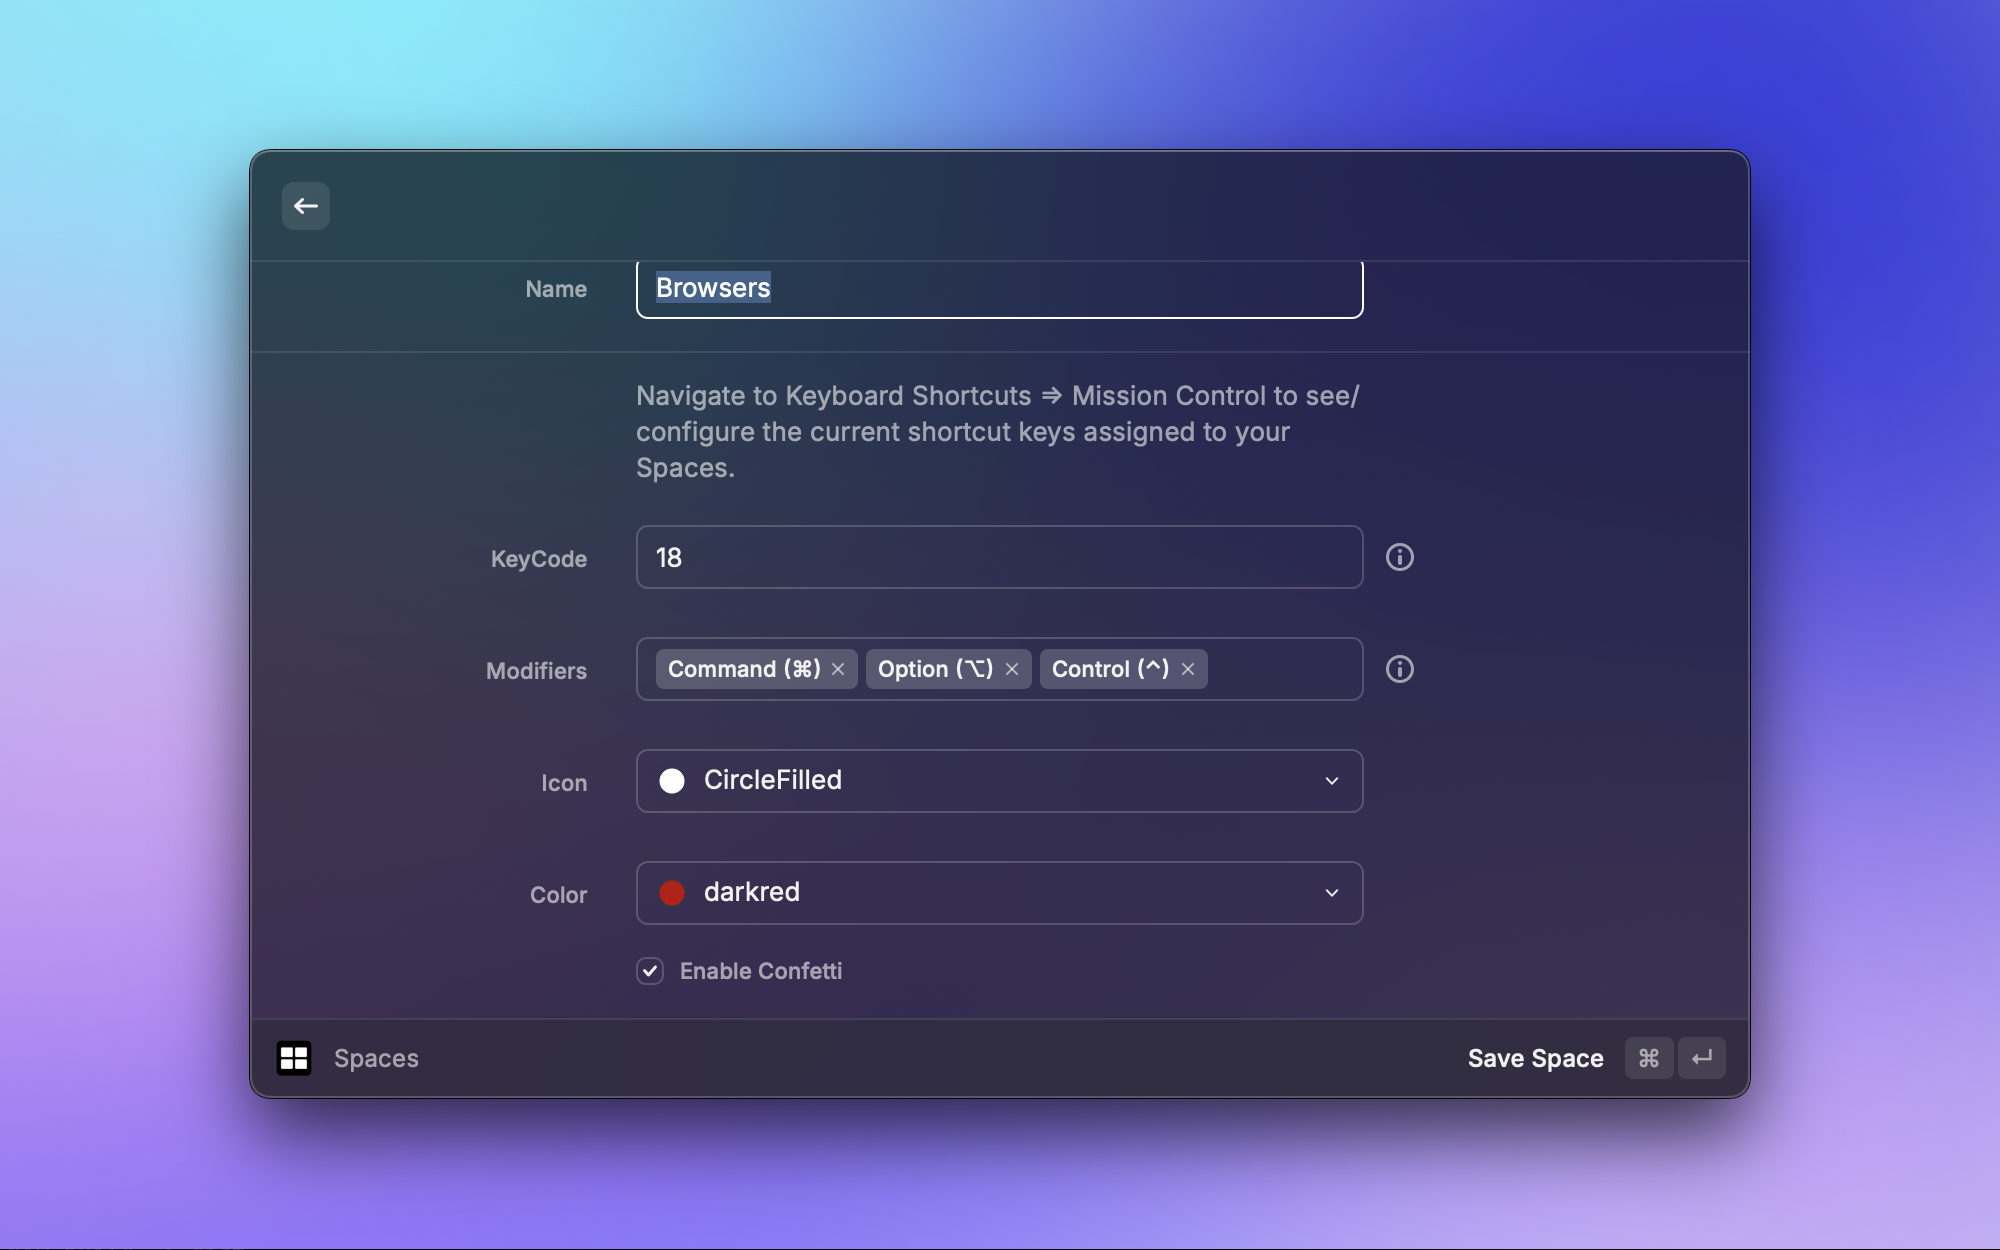 Name
Browsers
Navigate to Keyboard Shortcuts ⇒ Mission Control to see/
configure the current shortcut keys assigned to your
Spaces.
KeyCode
18
Modifiers
Command (⌘) × Option (⌥) × Control (^) ×
Icon
CircleFilled
Color
darkred
Enable Confetti
Spaces
Save Space ⌘ ↵